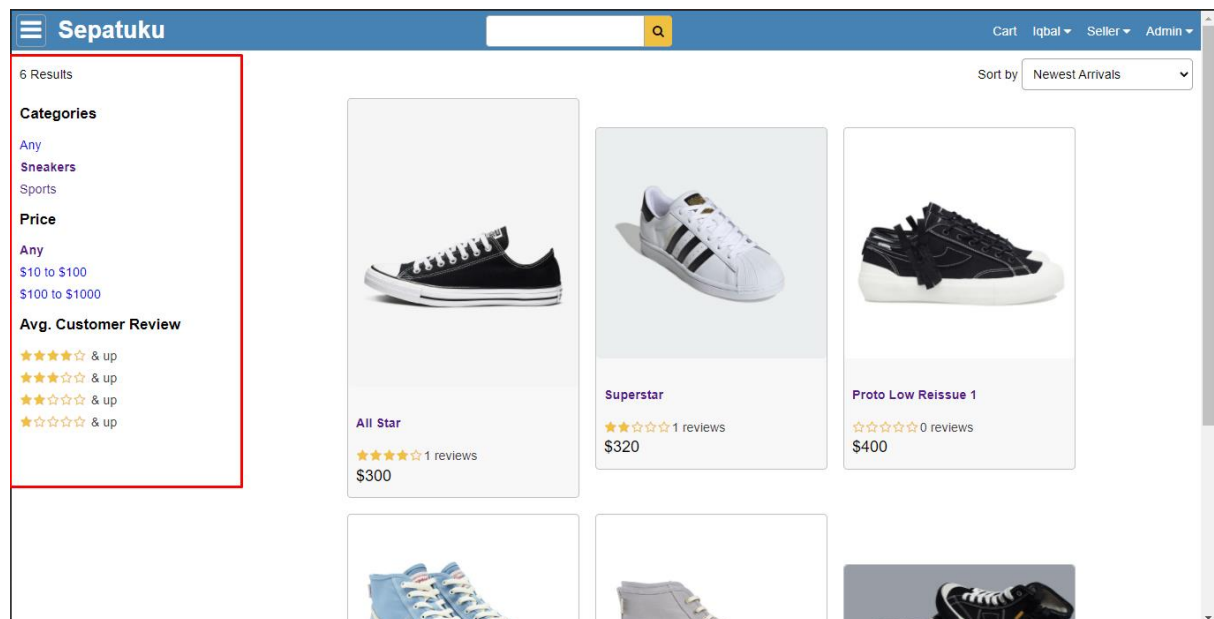 Sepatuku
Cart Iqbal Seller Admin
6 Results
Sort by Newest Arrivals
Categories
Any
Sneakers
Sports
Price
Any
$10 to $100
$100 to $1000
Avg. Customer Review
& up
& up
& up
& up
All Star
1 reviews
$300
Superstar
1 reviews
$320
Proto Low Reissue 1
0 reviews
$400